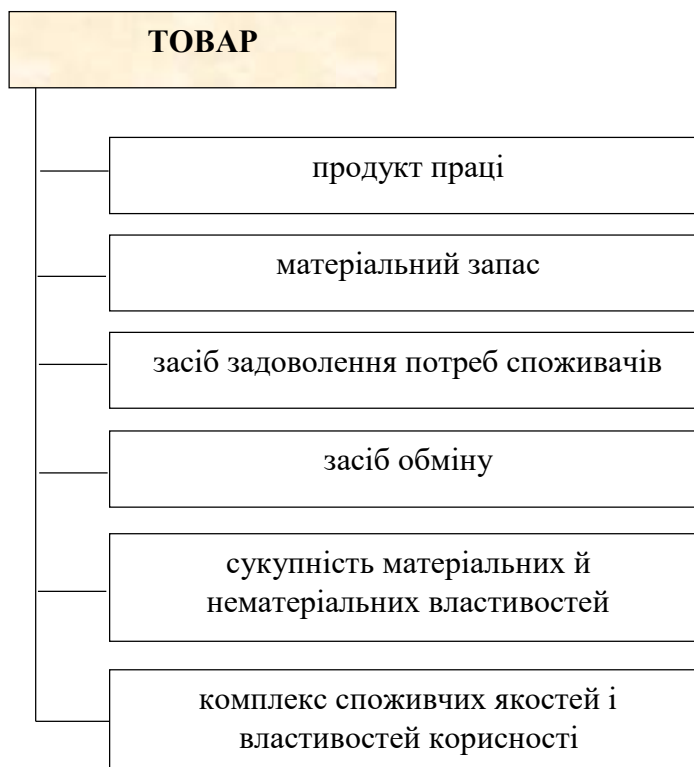 ТОВАР
продукт праці
матеріальний запас
засіб задоволення потреб споживачів
засіб обміну
сукупність матеріальних й
нематеріальних властивостей
комплекс споживчих якостей і
властивостей корисності